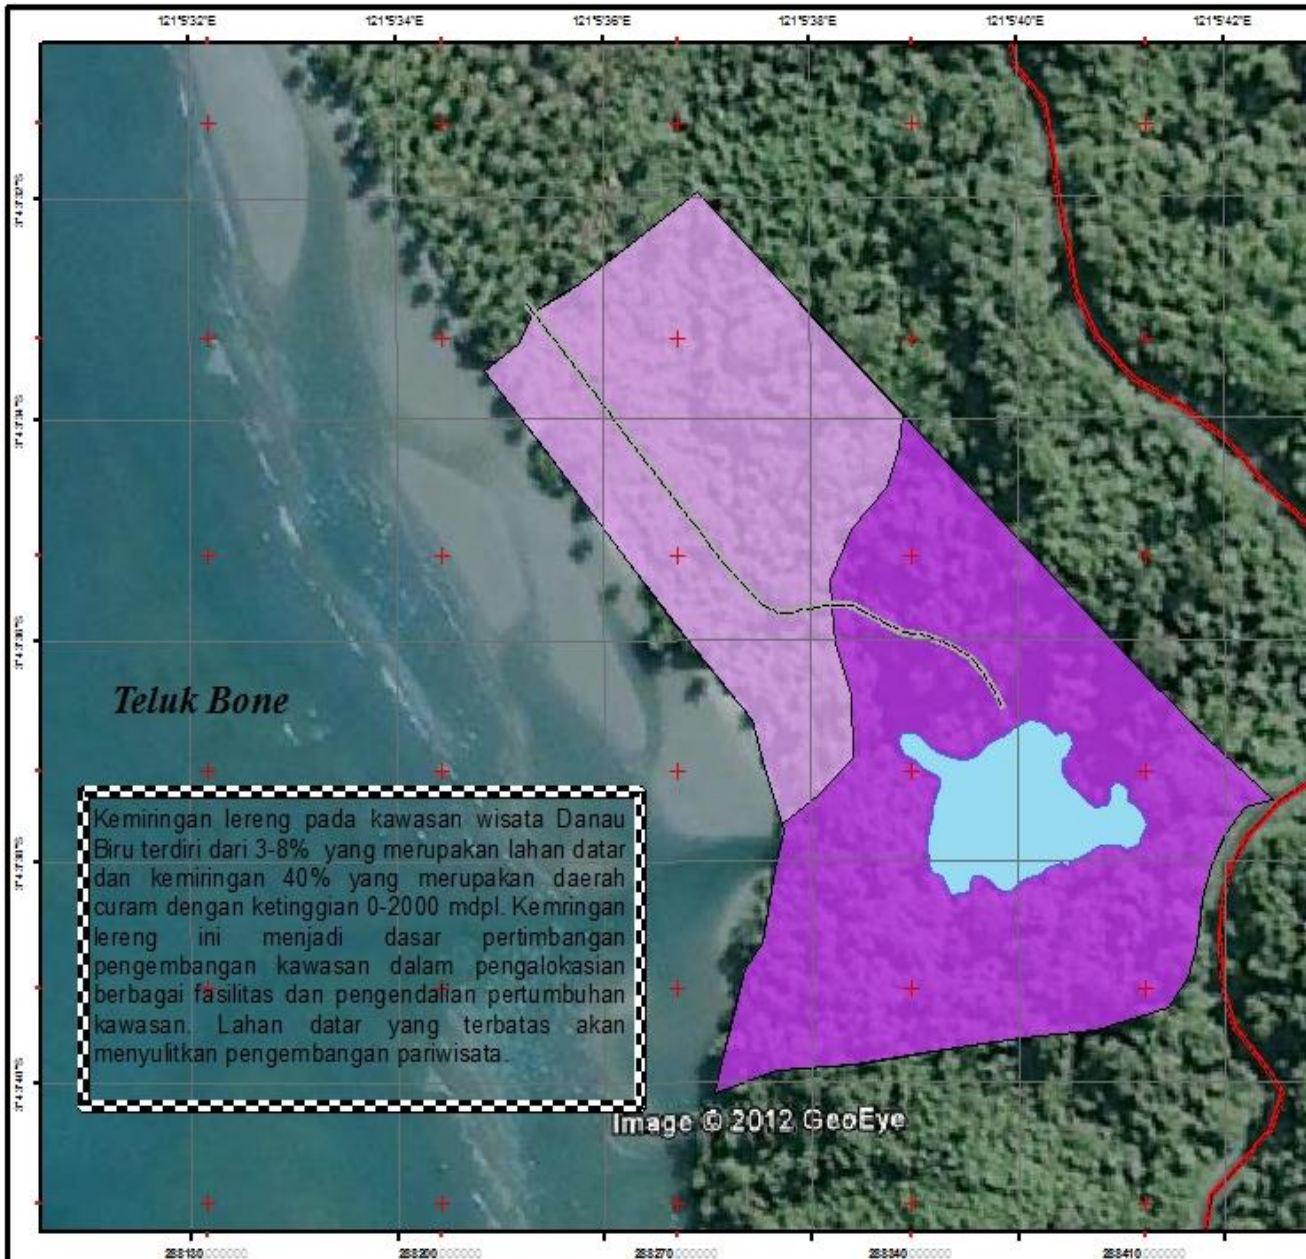 121°5'32"E 121°5'34"E 121°5'36"E 121°5'38"E 121°5'40"E 121°5'42"E
Teluk Bone
Kemiringan lereng pada kawasan wisata Danau
Biru terdiri dari 3-8% yang merupakan lahan datar
dan kemiringan 40% yang merupakan daerah
curam dengan ketinggian 0-2000 mdpl. Kemringan
lereng ini menjadi dasar pertimbangan
pengembangan kawasan dalam pengalokasian
berbagai fasilitas dan pengendalian pertumbuhan
kawasan. Lahan datar yang terbatas akan
menyulitkan pengembangan pariwisata.
Image © 2012 GeoEye